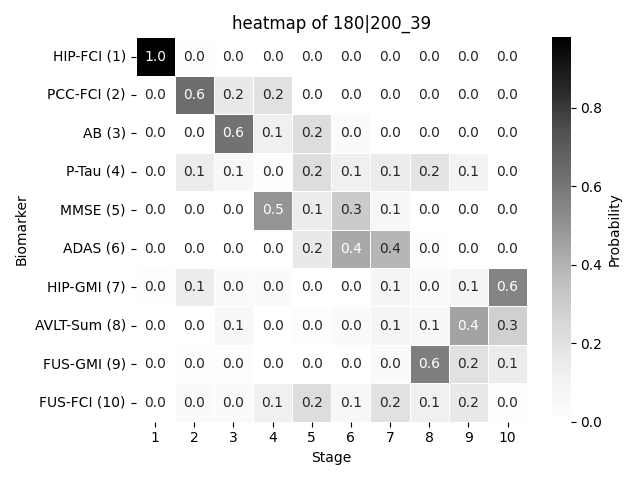 heatmap of 180|200_39
HIP-FCI (1) 1.0 0.0 0.0 0.0 0.0 0.0 0.0 0.0 0.0 0.0
PCC-FCI (2) 0.0 0.6 0.2 0.2 0.0 0.0 0.0 0.0 0.0 0.0
AB (3) 0.0 0.0 0.6 0.1 0.2 0.0 0.0 0.0 0.0 0.0
P-Tau (4) 0.0 0.1 0.1 0.0 0.2 0.1 0.1 0.2 0.1 0.0
MMSE (5) 0.0 0.0 0.0 0.5 0.1 0.3 0.1 0.0 0.0 0.0
ADAS (6) 0.0 0.0 0.0 0.0 0.2 0.4 0.4 0.0 0.0 0.0
HIP-GMI (7) 0.0 0.1 0.0 0.0 0.0 0.0 0.1 0.0 0.1 0.6
AVLT-Sum (8) 0.0 0.0 0.1 0.0 0.0 0.0 0.1 0.1 0.4 0.3
FUS-GMI (9) 0.0 0.0 0.0 0.0 0.0 0.0 0.0 0.6 0.2 0.1
FUS-FCI (10) 0.0 0.0 0.0 0.1 0.2 0.1 0.2 0.1 0.2 0.0
1 2 3 4 5 6 7 8 9 10
Stage
Biomarker
0.8
0.6
0.4
0.2
0.0
Probability